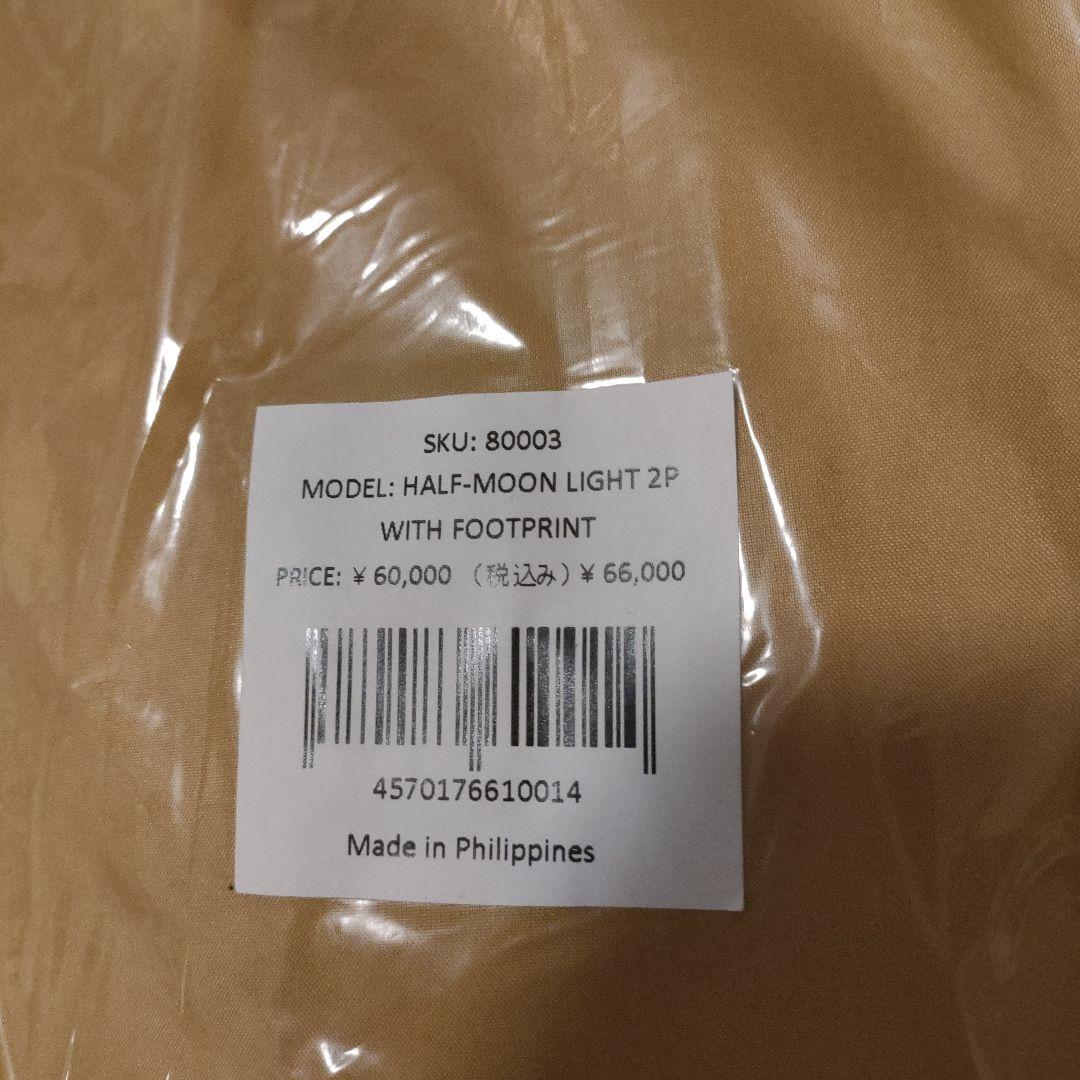 SKU: 80003
MODEL: HALF-MOON LIGHT 2P
WITH FOOTPRINT
PRICE: ¥ 60,000 （税込み）¥ 66,000
4570176610014
Made in Philippines